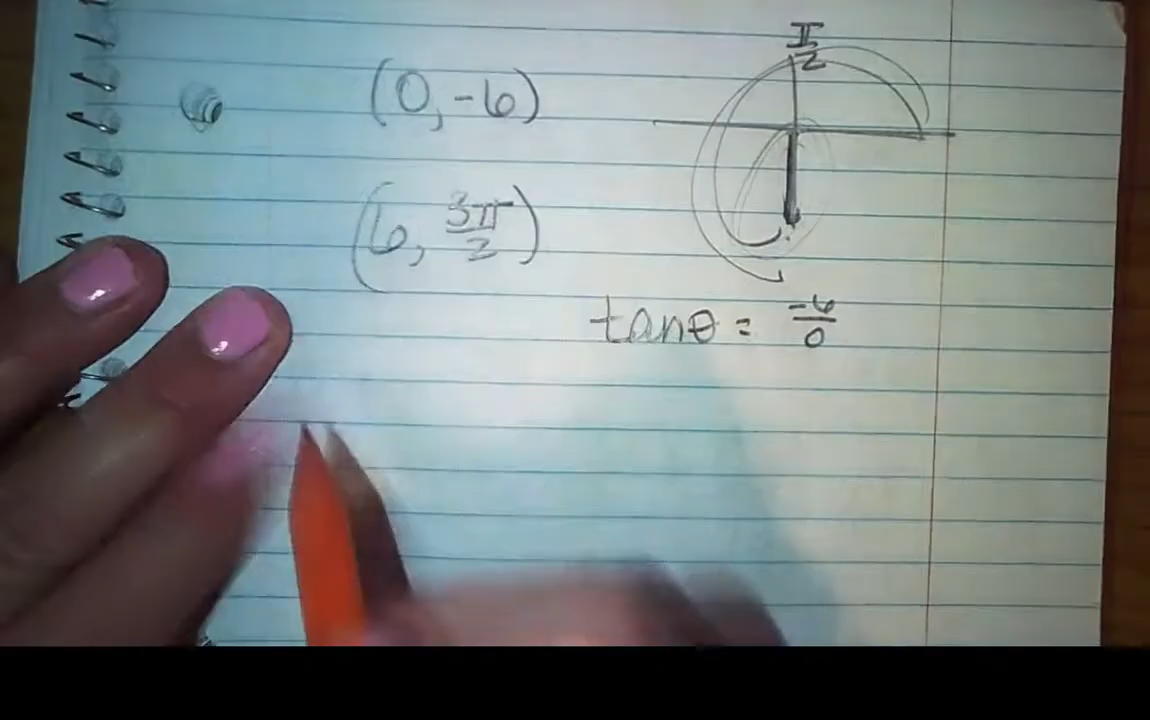 π/2
(0, -6)
(6, 3π/2)
tanθ = -6/0